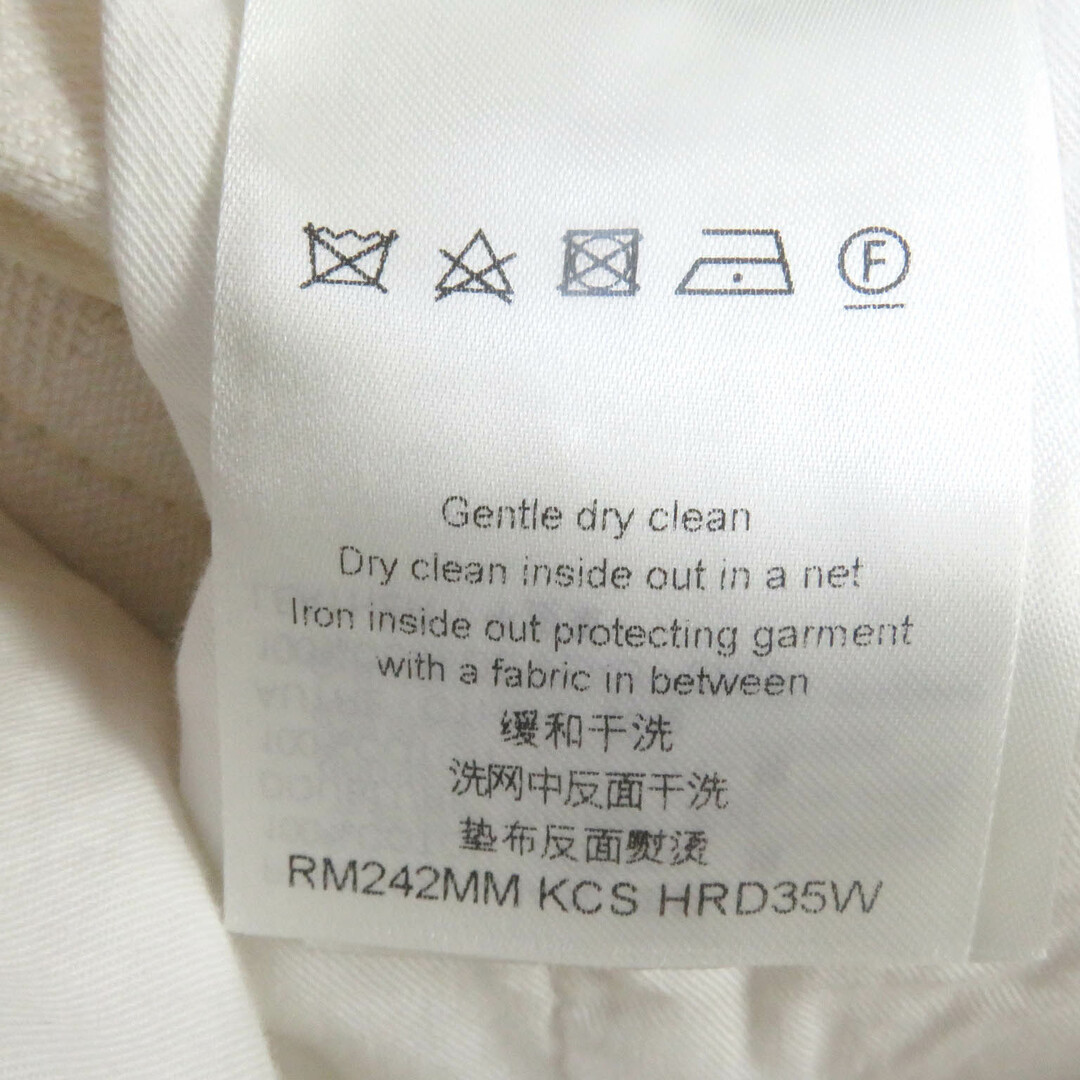 F
Gentle dry clean
Dry clean inside out in a net
Iron inside out protecting garment
with a fabric in between
缓和干洗
洗网中反面干洗
垫布反面熨烫
RM242MM KCS HRD35W